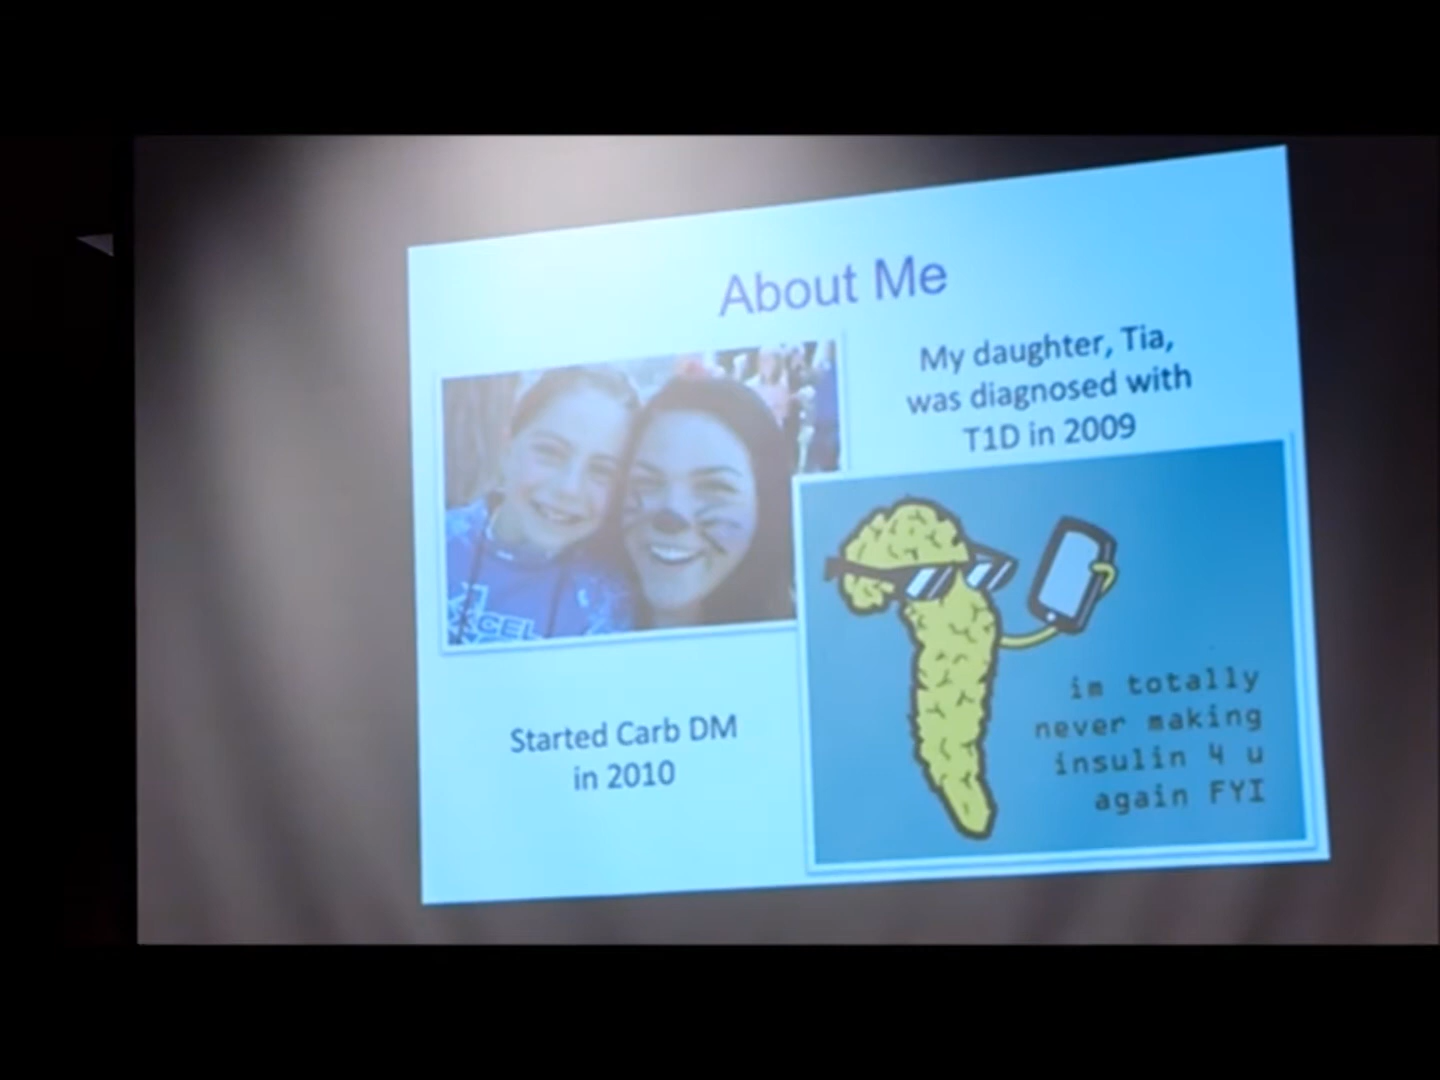 About Me
My daughter, Tia,
was diagnosed with
T1D in 2009
CEL
Started Carb DM
in 2010
im totally
never making
insulin 4 u
again FYI